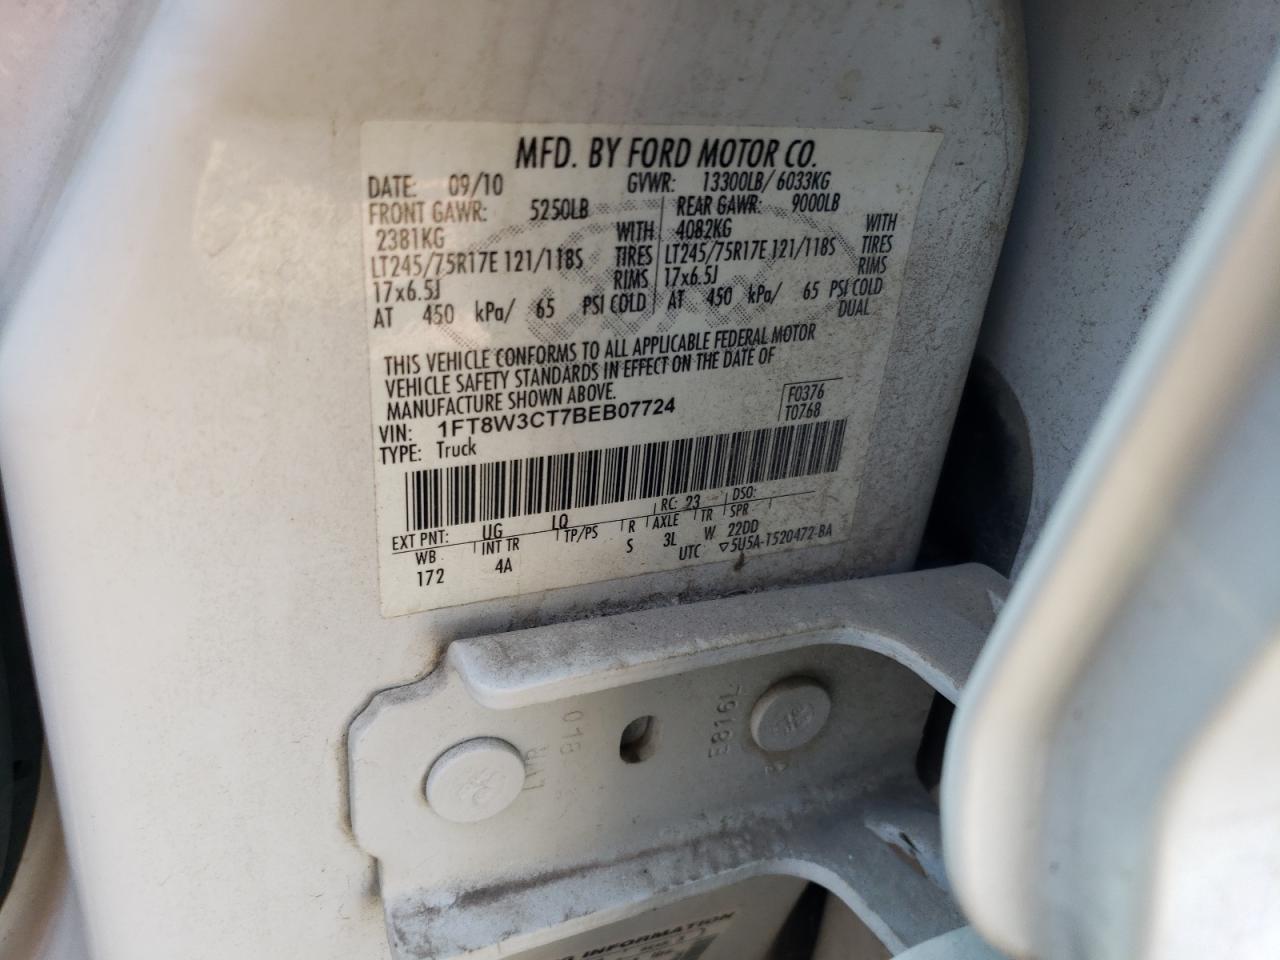 MFD. BY FORD MOTOR CO.
DATE: 09/10 GVWR: 13300LB/ 6033KG
FRONT GAWR: 5250LB REAR GAWR: 9000LB
2381KG WITH 4082KG WITH
LT245/75R17E 121/118S TIRES LT245/75R17E 121/118S TIRES
17x6.5J RIMS 17x6.5J RIMS
AT 450 kPa/ 65 PSI COLD AT 450 kPa/ 65 PSI COLD
DUAL
THIS VEHICLE CONFORMS TO ALL APPLICABLE FEDERAL MOTOR
VEHICLE SAFETY STANDARDS IN EFFECT ON THE DATE OF
MANUFACTURE SHOWN ABOVE.
F0376
VIN: 1FT8W3CT7BEB07724 T0768
TYPE: Truck
EXT PNT: UG LQ RC: 23 DSO:
WB INT TR TP/PS R AXLE TR SPR
172 4A S 3L W 22DD
UTC ▽5U5A-1520472-BA
018
E816L
INFORMATION